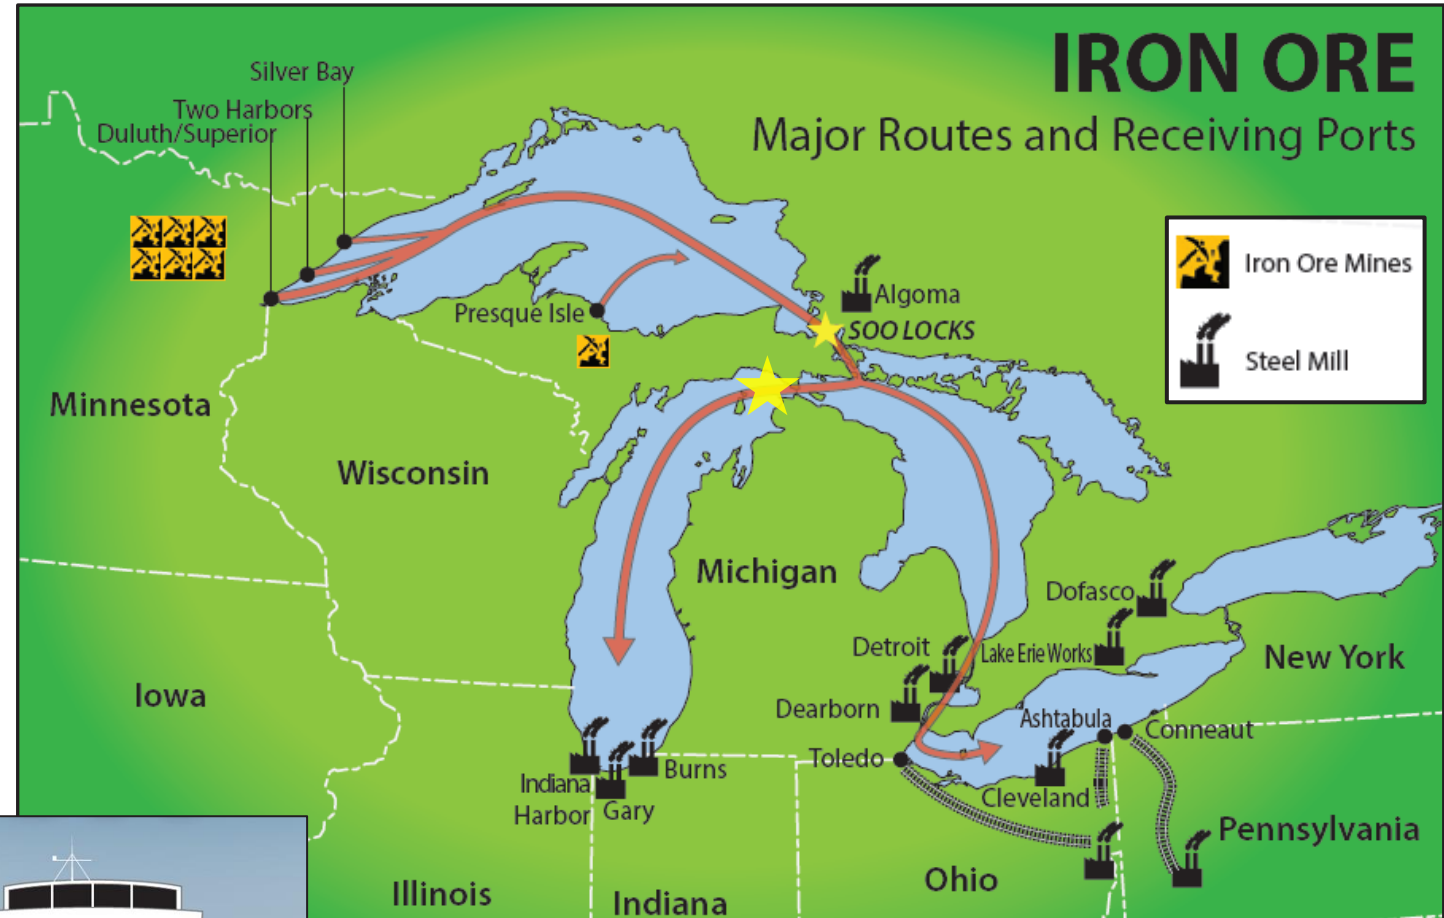 IRON ORE
Major Routes and Receiving Ports
Silver Bay
Two Harbors
Duluth/Superior
Iron Ore Mines
Steel Mill
Algoma
SOO LOCKS
Presque Isle
Minnesota
Wisconsin
Michigan
Dofasco
Detroit
Lake Erie Works
New York
Iowa
Dearborn
Ashtabula
Conneaut
Toledo
Burns
Indiana
Harbor
Gary
Cleveland
Pennsylvania
Ohio
Illinois
Indiana